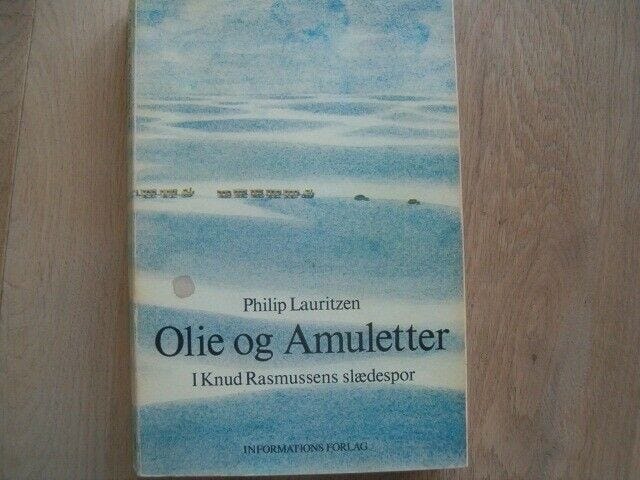 Philip Lauritzen
Olie og Amuletter
I Knud Rasmussens slædespor
INFORMATIONS FORLAG